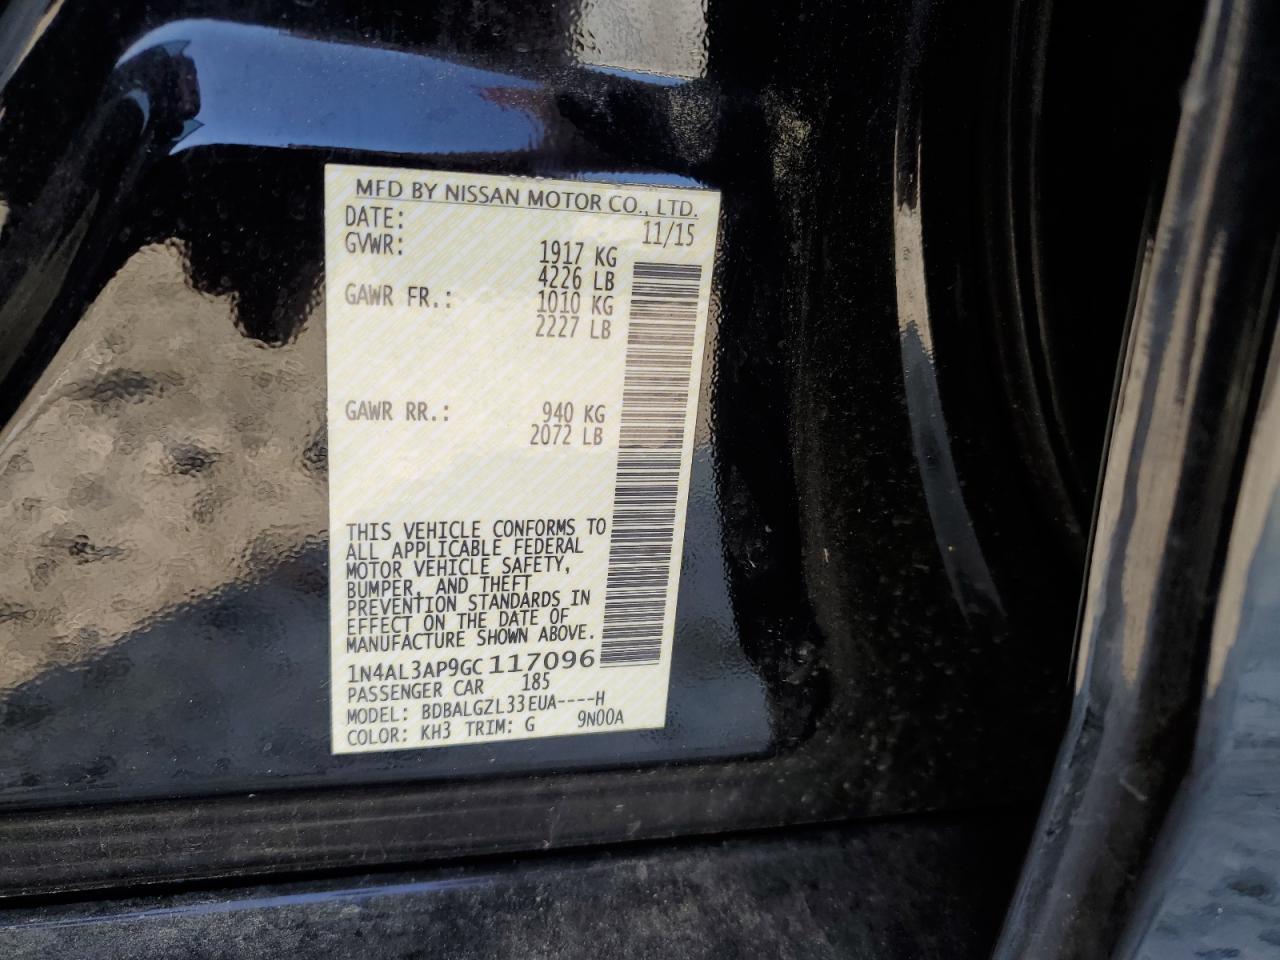 MFD BY NISSAN MOTOR CO., LTD.
DATE: 11/15
GVWR: 1917 KG
4226 LB
GAWR FR.: 1010 KG
2227 LB
GAWR RR.: 940 KG
2072 LB
THIS VEHICLE CONFORMS TO
ALL APPLICABLE FEDERAL
MOTOR VEHICLE SAFETY,
BUMPER, AND THEFT
PREVENTION STANDARDS IN
EFFECT ON THE DATE OF
MANUFACTURE SHOWN ABOVE.
1N4AL3AP9GC117096
PASSENGER CAR 185
MODEL: BDBALGZL33EUA----H
COLOR: KH3 TRIM: G 9N00A